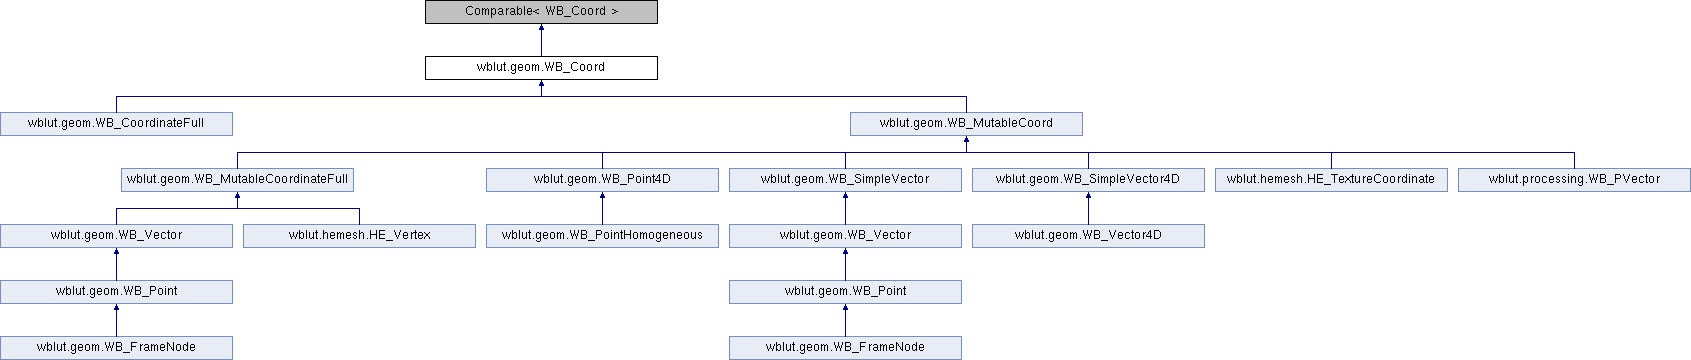 Comparable< WB_Coord >
wblut.geom.WB_Coord
wblut.geom.WB_CoordinateFull
wblut.geom.WB_MutableCoord
wblut.geom.WB_MutableCoordinateFull
wblut.geom.WB_Point4D
wblut.geom.WB_SimpleVector
wblut.geom.WB_SimpleVector4D
wblut.hemesh.HE_TextureCoordinate
wblut.processing.WB_PVector
wblut.geom.WB_Vector
wblut.hemesh.HE_Vertex
wblut.geom.WB_PointHomogeneous
wblut.geom.WB_Vector
wblut.geom.WB_Vector4D
wblut.geom.WB_Point
wblut.geom.WB_Point
wblut.geom.WB_FrameNode
wblut.geom.WB_FrameNode